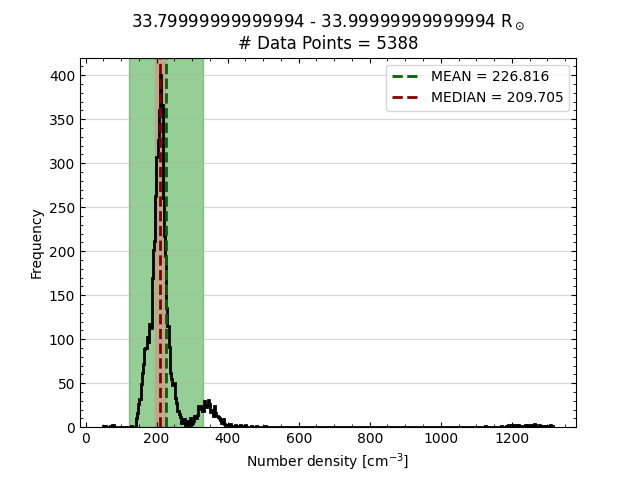 33.79999999999994 - 33.99999999999994 R⊙
# Data Points = 5388
MEAN = 226.816
MEDIAN = 209.705
400
350
300
250
200
150
100
50
0
Frequency
0 200 400 600 800 1000 1200
Number density [cm⁻³]